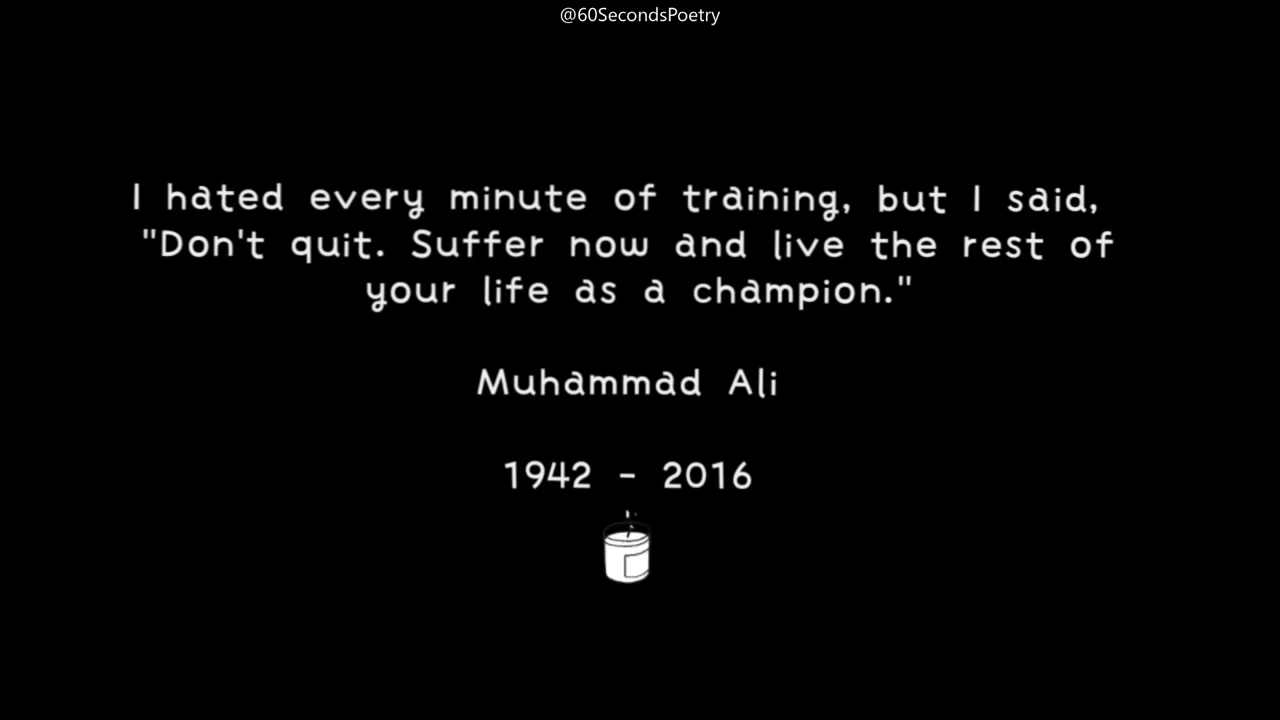 @60SecondsPoetry
I hated every minute of training, but I said,
"Don't quit. Suffer now and live the rest of
your life as a champion."
Muhammad Ali
1942 - 2016